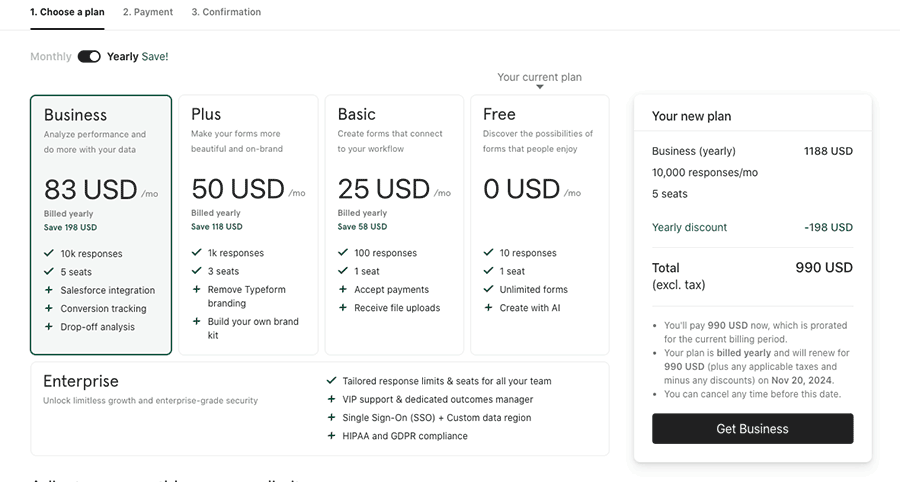 1. Choose a plan 2. Payment 3. Confirmation
Monthly Yearly Save!
Your current plan
Business
Analyze performance and
do more with your data
83 USD /mo
Billed yearly
Save 198 USD
10k responses
5 seats
Salesforce integration
Conversion tracking
Drop-off analysis
Plus
Make your forms more
beautiful and on-brand
50 USD /mo
Billed yearly
Save 118 USD
1k responses
3 seats
Remove Typeform
branding
Build your own brand
kit
Basic
Create forms that connect
to your workflow
25 USD /mo
Billed yearly
Save 58 USD
100 responses
1 seat
Accept payments
Receive file uploads
Free
Discover the possibilities of
forms that people enjoy
0 USD /mo
10 responses
1 seat
Unlimited forms
Create with AI
Enterprise
Unlock limitless growth and enterprise-grade security
Tailored response limits & seats for all your team
VIP support & dedicated outcomes manager
Single Sign-On (SSO) + Custom data region
HIPAA and GDPR compliance
Your new plan
Business (yearly) 1188 USD
10,000 responses/mo
5 seats
Yearly discount -198 USD
Total 990 USD
(excl. tax)
You'll pay 990 USD now, which is prorated
for the current billing period.
Your plan is billed yearly and will renew for
990 USD (plus any applicable taxes and
minus any discounts) on Nov 20, 2024.
You can cancel any time before this date.
Get Business